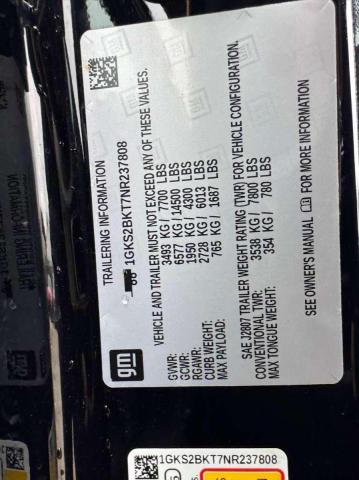 gm
TRAILERING INFORMATION
1GKS2BKT7NR237808
VEHICLE AND TRAILER MUST NOT EXCEED ANY OF THESE VALUES.
GVWR: 3493 KG / 7700 LBS
GCWR: 6577 KG / 14500 LBS
RGAWR: 1950 KG / 4300 LBS
CURB WEIGHT: 2728 KG / 6013 LBS
MAX PAYLOAD: 765 KG / 1687 LBS
SAE J2807 TRAILER WEIGHT RATING (TWR) FOR VEHICLE CONFIGURATION.
CONVENTIONAL TWR: 3538 KG / 7800 LBS
MAX TONGUE WEIGHT: 354 KG / 780 LBS
SEE OWNER'S MANUAL FOR MORE INFORMATION
1GKS2BKT7NR237808